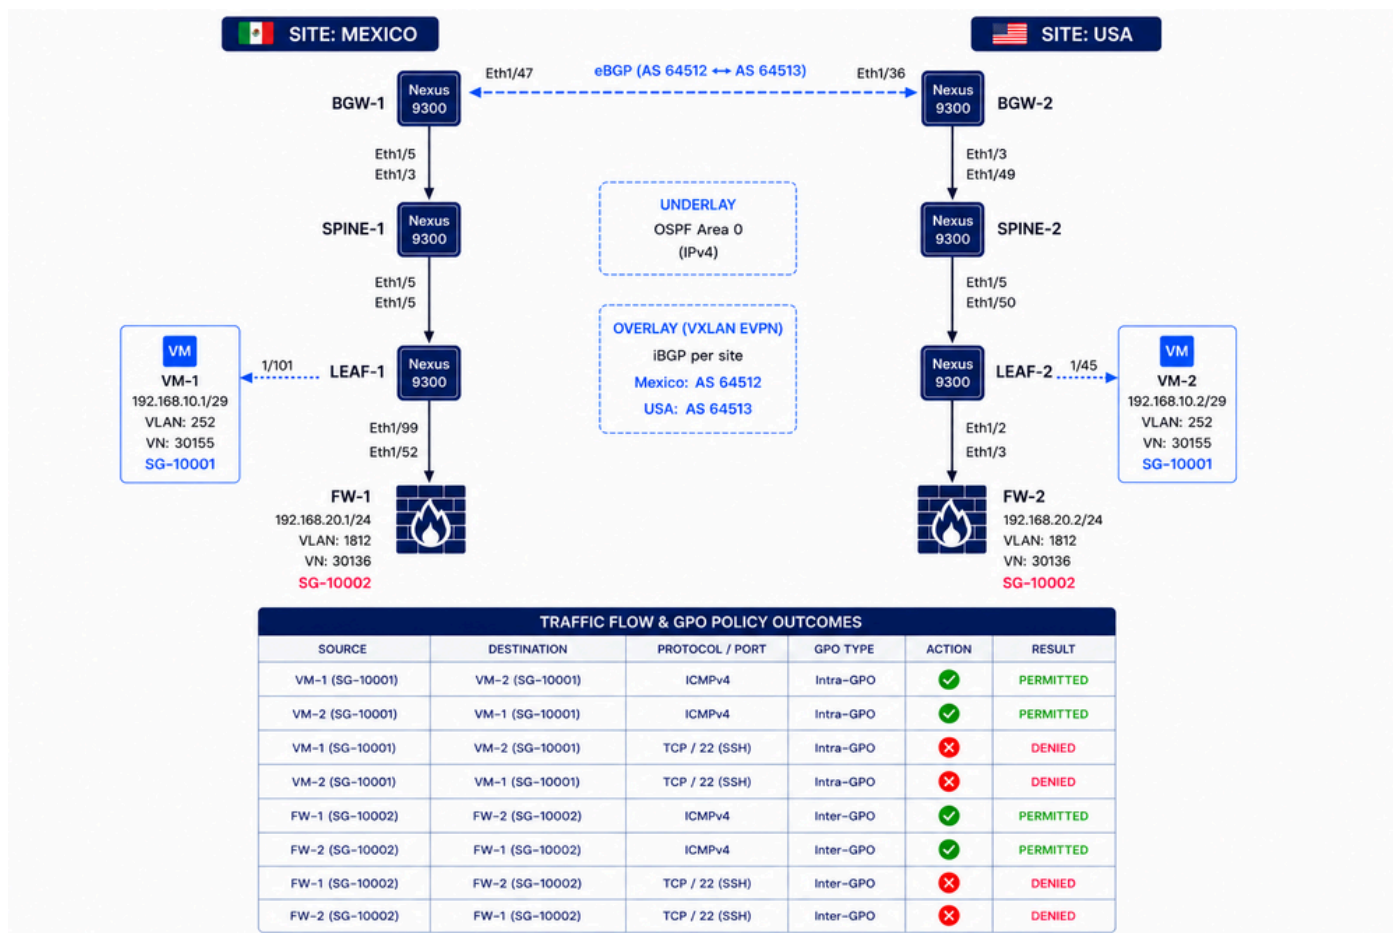 SITE: MEXICO
SITE: USA
Eth1/47
eBGP (AS 64512 ↔ AS 64513)
Eth1/36
BGW-1
Nexus
9300
Nexus
9300
BGW-2
Eth1/5
Eth1/3
Eth1/3
Eth1/49
UNDERLAY
OSPF Area 0
(IPv4)
SPINE-1
Nexus
9300
Nexus
9300
SPINE-2
Eth1/5
Eth1/5
Eth1/5
Eth1/50
OVERLAY (VXLAN EVPN)
iBGP per site
Mexico: AS 64512
USA: AS 64513
VM
VM-1
192.168.10.1/29
VLAN: 252
VN: 30155
SG-10001
1/101
LEAF-1
Nexus
9300
Nexus
9300
LEAF-2
1/45
VM
VM-2
192.168.10.2/29
VLAN: 252
VN: 30155
SG-10001
Eth1/99
Eth1/52
Eth1/2
Eth1/3
FW-1
192.168.20.1/24
VLAN: 1812
VN: 30136
SG-10002
FW-2
192.168.20.2/24
VLAN: 1812
VN: 30136
SG-10002
TRAFFIC FLOW & GPO POLICY OUTCOMES
SOURCE DESTINATION PROTOCOL / PORT GPO TYPE ACTION RESULT
VM-1 (SG-10001) VM-2 (SG-10001) ICMPv4 Intra-GPO PERMITTED
VM-2 (SG-10001) VM-1 (SG-10001) ICMPv4 Intra-GPO PERMITTED
VM-1 (SG-10001) VM-2 (SG-10001) TCP / 22 (SSH) Intra-GPO DENIED
VM-2 (SG-10001) VM-1 (SG-10001) TCP / 22 (SSH) Intra-GPO DENIED
FW-1 (SG-10002) FW-2 (SG-10002) ICMPv4 Inter-GPO PERMITTED
FW-2 (SG-10002) FW-1 (SG-10002) ICMPv4 Inter-GPO PERMITTED
FW-1 (SG-10002) FW-2 (SG-10002) TCP / 22 (SSH) Inter-GPO DENIED
FW-2 (SG-10002) FW-1 (SG-10002) TCP / 22 (SSH) Inter-GPO DENIED